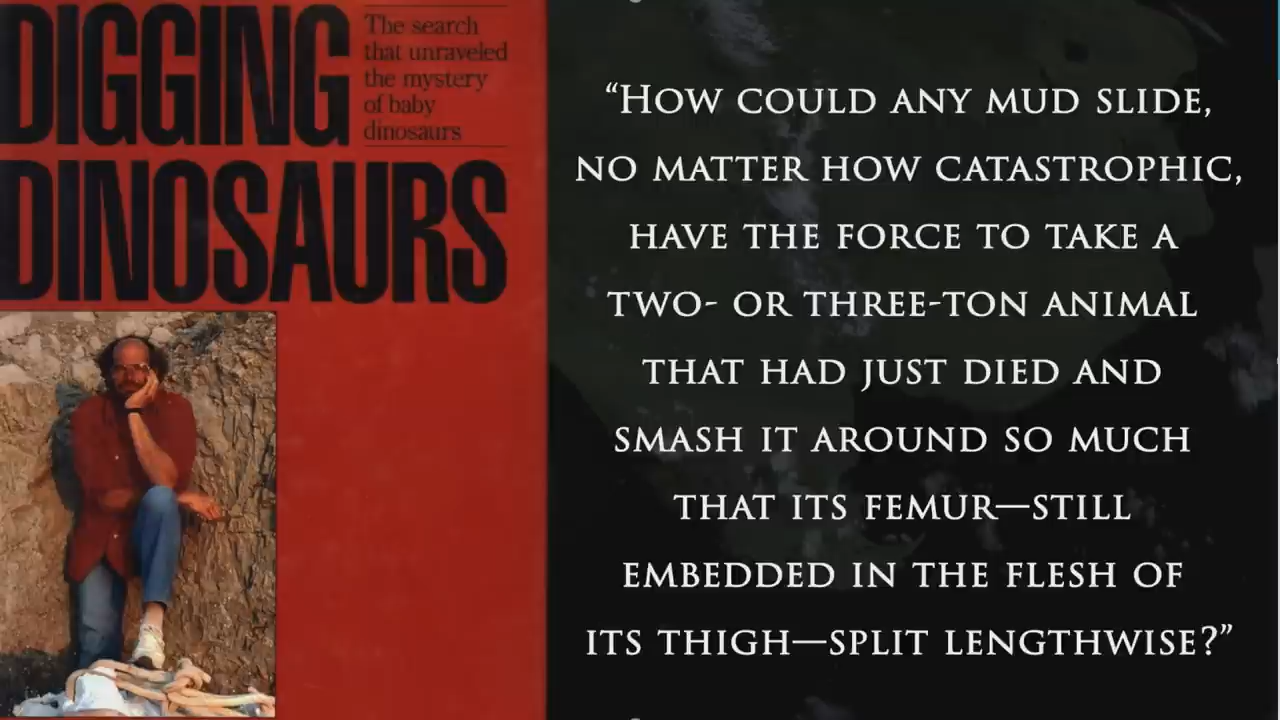 DIGGING
DINOSAURS
The search
that unraveled
the mystery
of baby
dinosaurs
“HOW COULD ANY MUD SLIDE,
NO MATTER HOW CATASTROPHIC,
HAVE THE FORCE TO TAKE A
TWO- OR THREE-TON ANIMAL
THAT HAD JUST DIED AND
SMASH IT AROUND SO MUCH
THAT ITS FEMUR—STILL
EMBEDDED IN THE FLESH OF
ITS THIGH—SPLIT LENGTHWISE?”